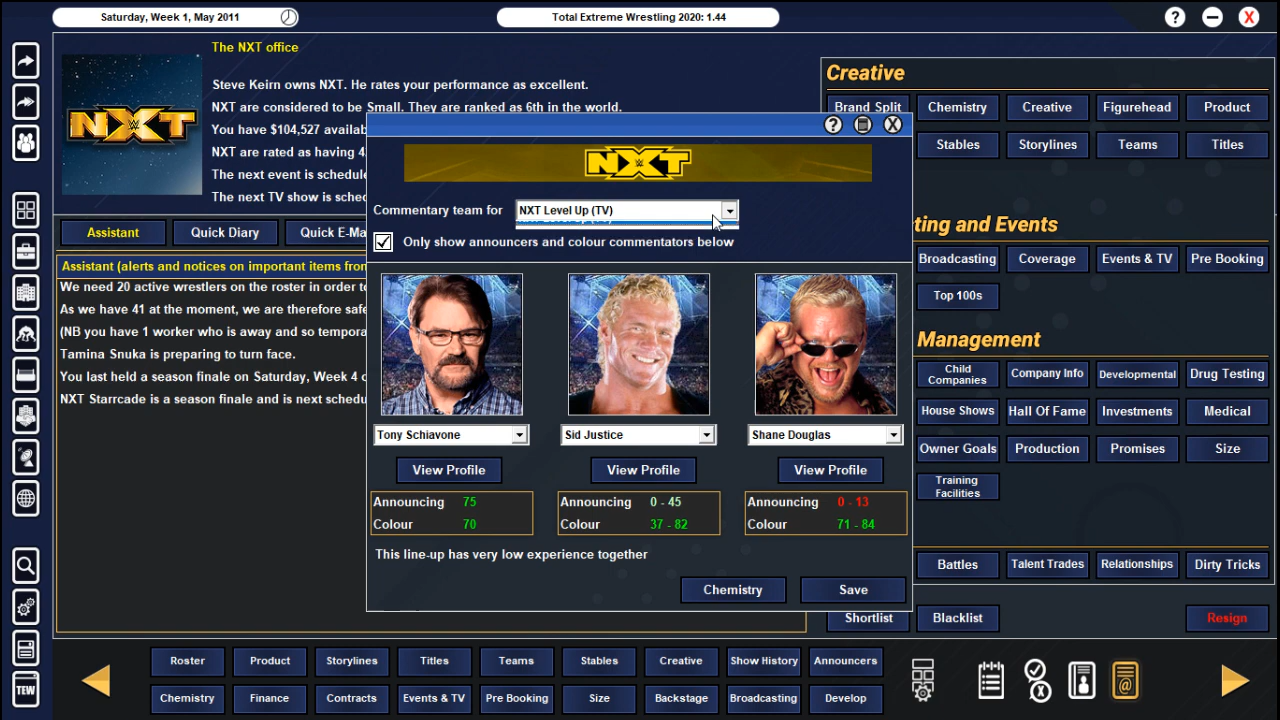 Saturday, Week 1, May 2011
Total Extreme Wrestling 2020: 1.44
?
X
The NXT office
Steve Keirn owns NXT. He rates your performance as excellent.
NXT are considered to be Small. They are ranked as 6th in the world.
You have $104,527 availab
NXT are rated as having 4
The next event is schedule
The next TV show is sche
NXT
Assistant
Quick Diary
Quick E-Ma
Assistant (alerts and notices on important items from
We need 20 active wrestlers on the roster in order to
As we have 41 at the moment, we are therefore safe
(NB you have 1 worker who is away and so tempora
Tamina Snuka is preparing to turn face.
You last held a season finale on Saturday, Week 4 o
NXT Starrcade is a season finale and is next schedu
?
X
NXT
Commentary team for
NXT Level Up (TV)
Only show announcers and colour commentators below
Tony Schiavone
Sid Justice
Shane Douglas
View Profile
View Profile
View Profile
Announcing 75
Colour 70
Announcing 0 - 45
Colour 37 - 82
Announcing 0 - 13
Colour 71 - 84
This line-up has very low experience together
Chemistry
Save
Creative
Brand Split
Chemistry
Creative
Figurehead
Product
Stables
Storylines
Teams
Titles
ting and Events
Broadcasting
Coverage
Events & TV
Pre Booking
Top 100s
Management
Child Companies
Company Info
Developmental
Drug Testing
House Shows
Hall Of Fame
Investments
Medical
Owner Goals
Production
Promises
Size
Training Facilities
Battles
Talent Trades
Relationships
Dirty Tricks
Shortlist
Blacklist
Resign
TEW
Roster
Product
Storylines
Titles
Teams
Stables
Creative
Show History
Announcers
Chemistry
Finance
Contracts
Events & TV
Pre Booking
Size
Backstage
Broadcasting
Develop